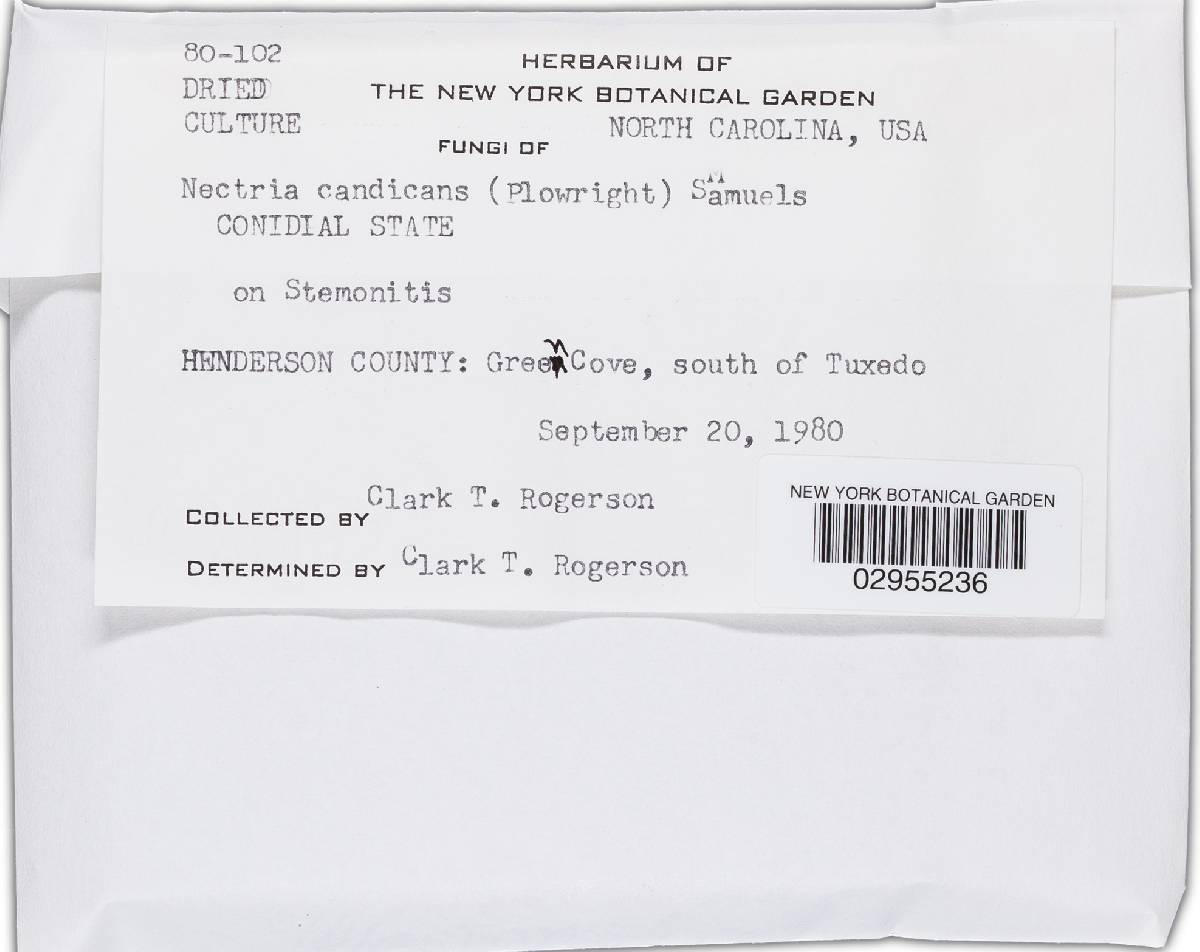 80-102
DRIED
CULTURE
HERBARIUM OF
THE NEW YORK BOTANICAL GARDEN
NORTH CAROLINA, USA
FUNGI OF
Nectria candicans (Plowright) Samuels
CONIDIAL STATE
on Stemonitis
HENDERSON COUNTY: Green Cove, south of Tuxedo
September 20, 1980
COLLECTED BY Clark T. Rogerson
DETERMINED BY Clark T. Rogerson
NEW YORK BOTANICAL GARDEN
02955236